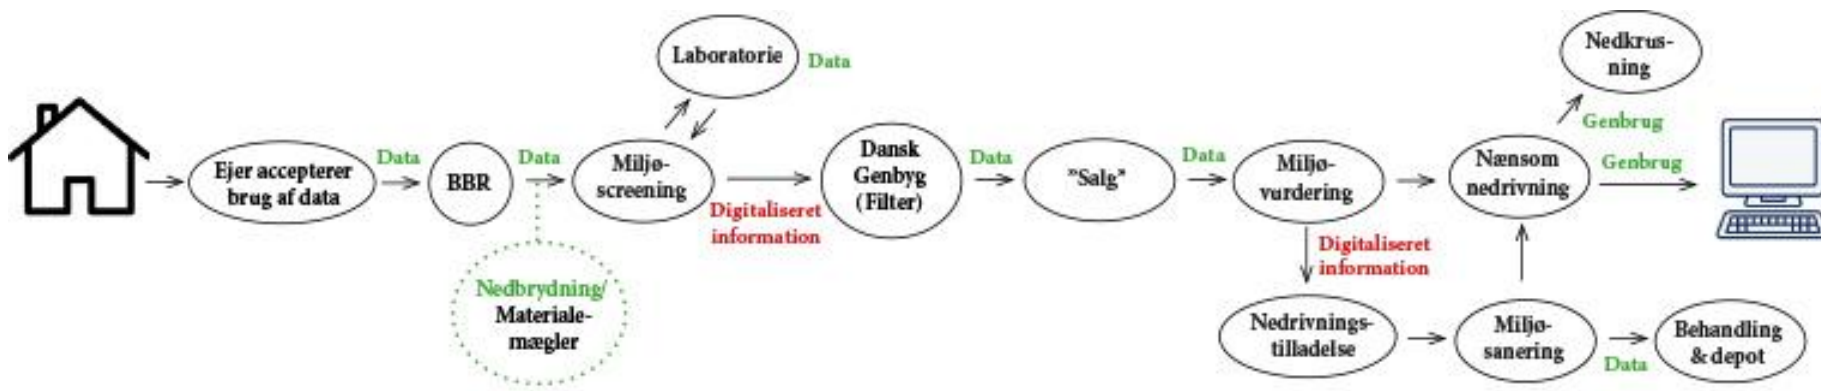 Ejer accepterer
brug af data
Data
BBR
Data
Nedbrydning/
Materiale-
mægler
Miljø-
screening
Laboratorie
Data
Digitaliseret
information
Dansk
Genbyg
(Filter)
Data
”Salg”
Data
Miljø-
vurdering
Digitaliseret
information
Nedrivnings-
tilladelse
Miljø-
sanering
Data
Behandling
& depot
Nænsom
nedrivning
Nedkrus-
ning
Genbrug
Genbrug